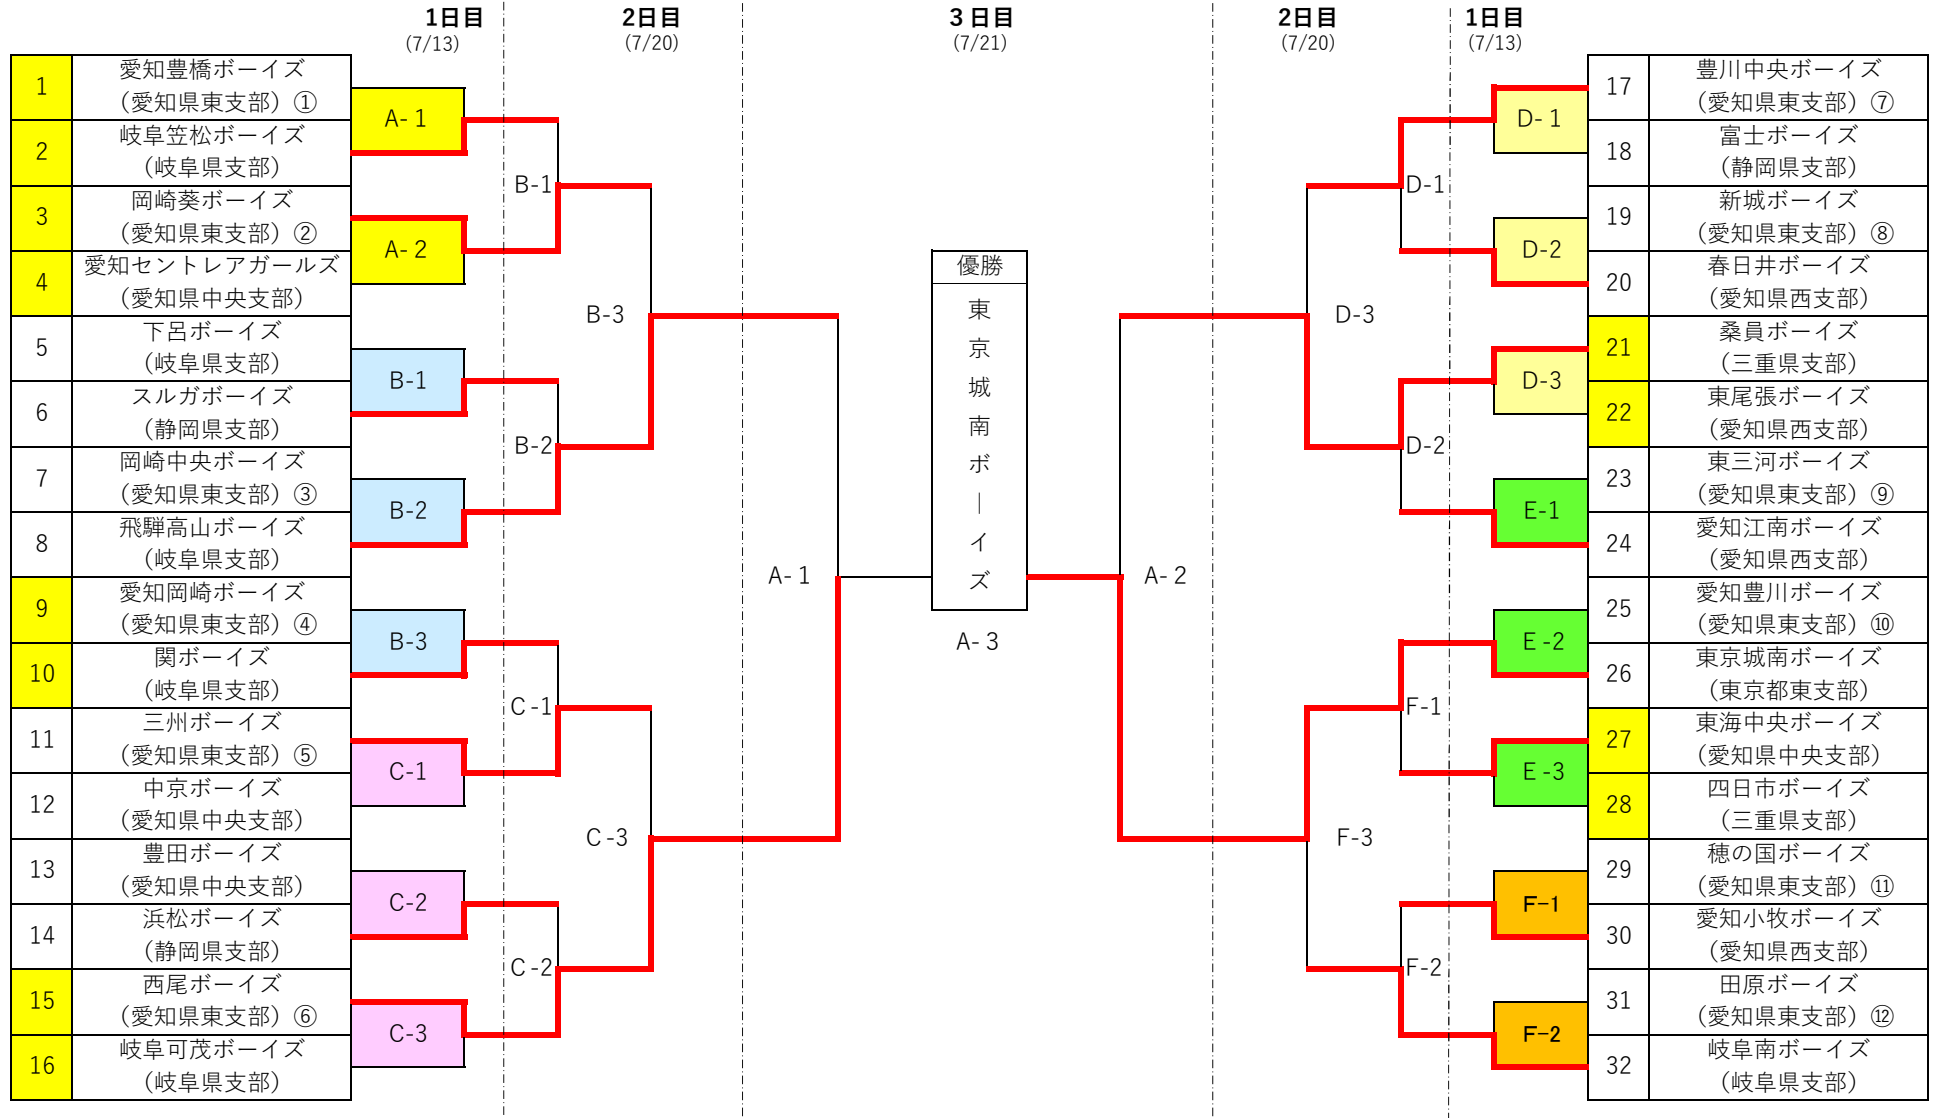 1日目
(7/13)
2日目
(7/20)
3日目
(7/21)
2日目
(7/20)
1日目
(7/13)
1
愛知豊橋ボーイズ
（愛知県東支部）①
2
岐阜笠松ボーイズ
（岐阜県支部）
3
岡崎葵ボーイズ
（愛知県東支部）②
4
愛知セントレアガールズ
（愛知県中央支部）
5
下呂ボーイズ
（岐阜県支部）
6
スルガボーイズ
（静岡県支部）
7
岡崎中央ボーイズ
（愛知県東支部）③
8
飛騨高山ボーイズ
（岐阜県支部）
9
愛知岡崎ボーイズ
（愛知県東支部）④
10
関ボーイズ
（岐阜県支部）
11
三州ボーイズ
（愛知県東支部）⑤
12
中京ボーイズ
（愛知県中央支部）
13
豊田ボーイズ
（愛知県中央支部）
14
浜松ボーイズ
（静岡県支部）
15
西尾ボーイズ
（愛知県東支部）⑥
16
岐阜可茂ボーイズ
（岐阜県支部）
A-1
A-2
B-1
B-2
B-3
C-1
C-2
C-3
B-1
B-2
C-1
C-2
B-3
C-3
A-1
優勝
東京城南ボーイズ
A-3
A-2
D-3
F-3
D-1
D-2
F-1
F-2
D-1
D-2
D-3
E-1
E-2
E-3
F-1
F-2
17
豊川中央ボーイズ
（愛知県東支部）⑦
18
富士ボーイズ
（静岡県支部）
19
新城ボーイズ
（愛知県東支部）⑧
20
春日井ボーイズ
（愛知県西支部）
21
桑員ボーイズ
（三重県支部）
22
東尾張ボーイズ
（愛知県西支部）
23
東三河ボーイズ
（愛知県東支部）⑨
24
愛知江南ボーイズ
（愛知県西支部）
25
愛知豊川ボーイズ
（愛知県東支部）⑩
26
東京城南ボーイズ
（東京都東支部）
27
東海中央ボーイズ
（愛知県中央支部）
28
四日市ボーイズ
（三重県支部）
29
穂の国ボーイズ
（愛知県東支部）⑪
30
愛知小牧ボーイズ
（愛知県西支部）
31
田原ボーイズ
（愛知県東支部）⑫
32
岐阜南ボーイズ
（岐阜県支部）